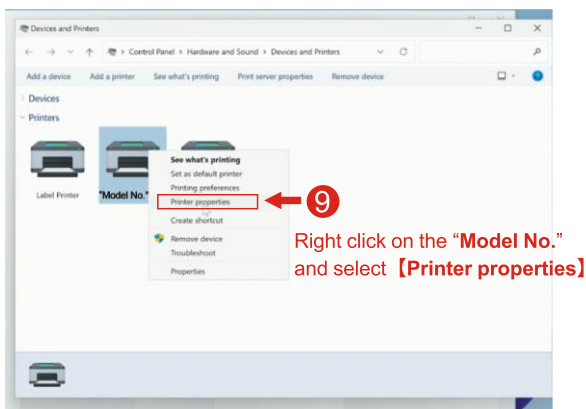 Devices and Printers
Control Panel > Hardware and Sound > Devices and Printers
Add a device Add a printer See what's printing Print server properties Remove device
Devices
Printers
Label Printer
"Model No."
See what's printing
Set as default printer
Printing preferences
Printer properties
Create shortcut
Remove device
Troubleshoot
Properties
9
Right click on the “Model No.”
and select【Printer properties】